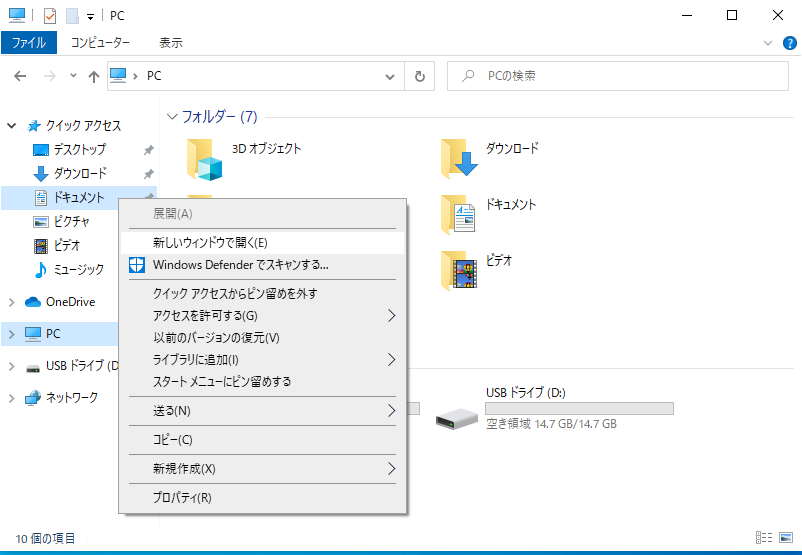 PC
ファイル コンピューター 表示
PC
PCの検索
クイック アクセス
デスクトップ
ダウンロード
ドキュメント
ピクチャ
ビデオ
ミュージック
OneDrive
PC
USB ドライブ (D
ネットワーク
フォルダー (7)
3D オブジェクト
ダウンロード
ドキュメント
ビデオ
展開(A)
新しいウィンドウで開く(E)
Windows Defender でスキャンする...
クイック アクセスからピン留めを外す
アクセスを許可する(G)
以前のバージョンの復元(V)
ライブラリに追加(I)
スタート メニューにピン留めする
送る(N)
コピー(C)
新規作成(X)
プロパティ(R)
USB ドライブ (D:)
空き領域 14.7 GB/14.7 GB
10 個の項目